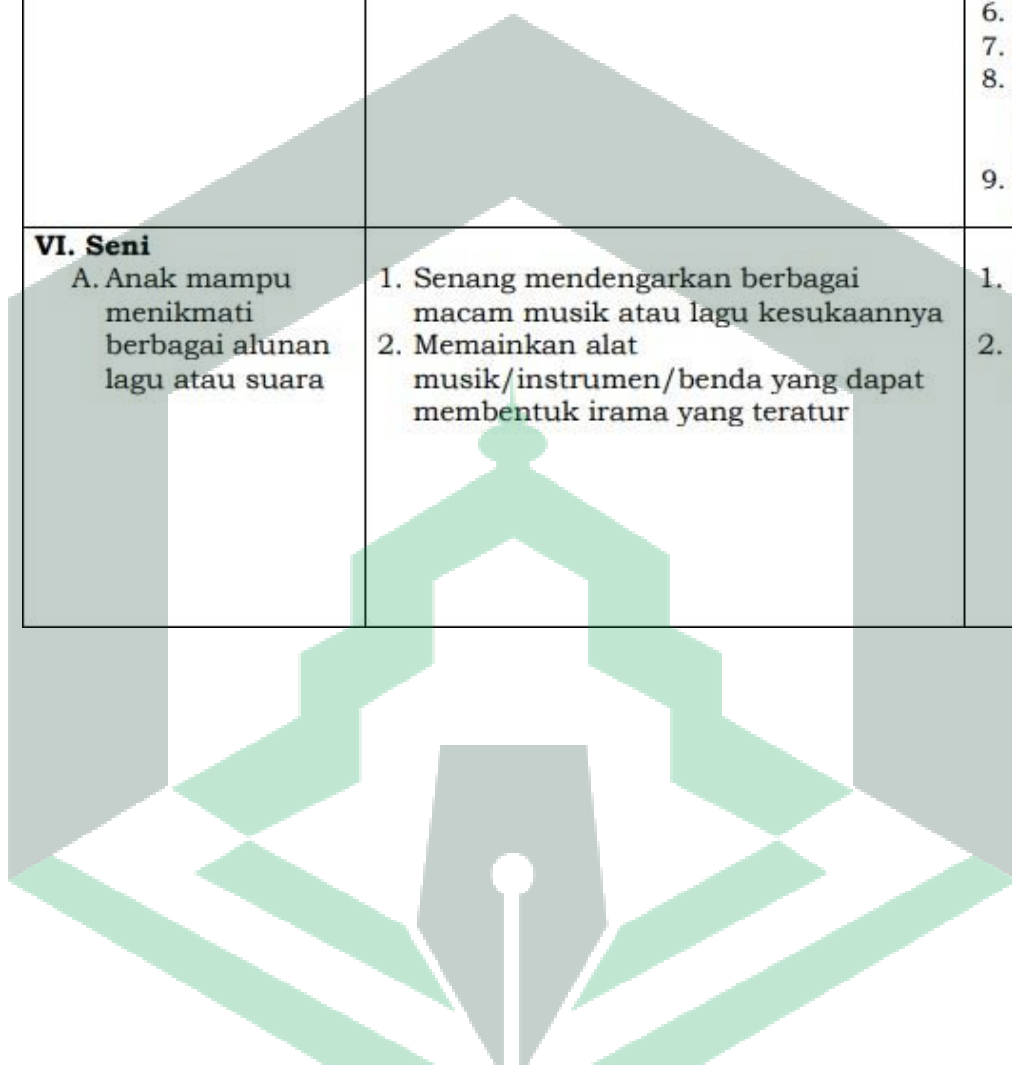 6.
7.
8.
9.
VI. Seni
A. Anak mampu
menikmati
berbagai alunan
lagu atau suara
1. Senang mendengarkan berbagai
macam musik atau lagu kesukaannya
2. Memainkan alat
musik/instrumen/benda yang dapat
membentuk irama yang teratur
1.
2.